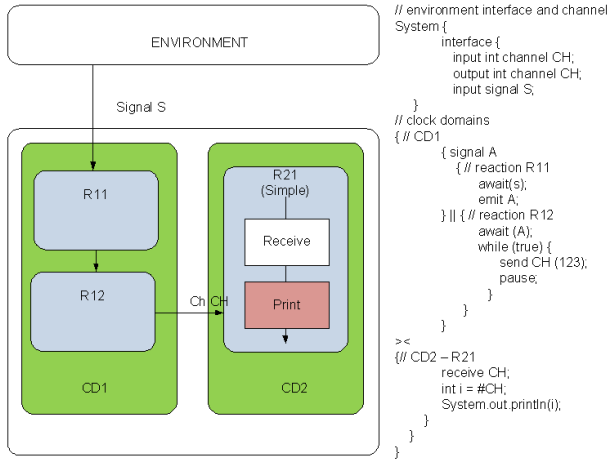 ENVIRONMENT
Signal S
R11
R12
CD1
Ch CH
R21
(Simple)
Receive
Print
CD2
// environment interface and channel
System {
interface {
input int channel CH;
output int channel CH;
input signal S;
}
// clock domains
{ // CD1
{ signal A
{ // reaction R11
await(s);
emit A;
} || { // reaction R12
await (A);
while (true) {
send CH (123);
pause;
}
}
}
><
{// CD2 – R21
receive CH;
int i = #CH;
System.out.println(i);
}
}
}